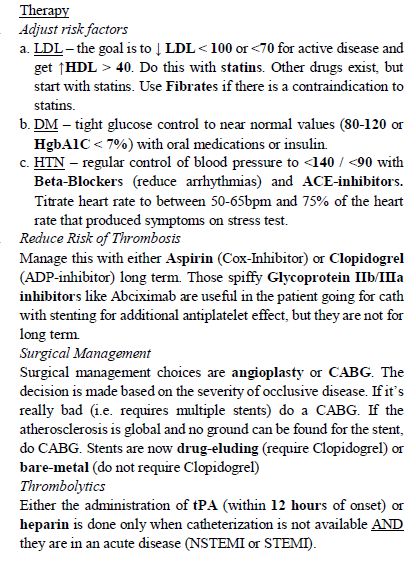 Therapy
Adjust risk factors
a. LDL – the goal is to ↓ LDL < 100 or <70 for active disease and
get ↑HDL > 40. Do this with statins. Other drugs exist, but
start with statins. Use Fibrates if there is a contraindication to
statins.
b. DM – tight glucose control to near normal values (80-120 or
HgbA1C < 7%) with oral medications or insulin.
c. HTN – regular control of blood pressure to <140 / <90 with
Beta-Blockers (reduce arrhythmias) and ACE-inhibitors.
Titrate heart rate to between 50-65bpm and 75% of the heart
rate that produced symptoms on stress test.
Reduce Risk of Thrombosis
Manage this with either Aspirin (Cox-Inhibitor) or Clopidogrel
(ADP-inhibitor) long term. Those spiffy Glycoprotein IIb/IIIa
inhibitors like Abciximab are useful in the patient going for cath
with stenting for additional antiplatelet effect, but they are not for
long term.
Surgical Management
Surgical management choices are angioplasty or CABG. The
decision is made based on the severity of occlusive disease. If it's
really bad (i.e. requires multiple stents) do a CABG. If the
atherosclerosis is global and no ground can be found for the stent,
do CABG. Stents are now drug-eluding (require Clopidogrel) or
bare-metal (do not require Clopidogrel)
Thrombolytics
Either the administration of tPA (within 12 hours of onset) or
heparin is done only when catheterization is not available AND
they are in an acute disease (NSTEMI or STEMI).